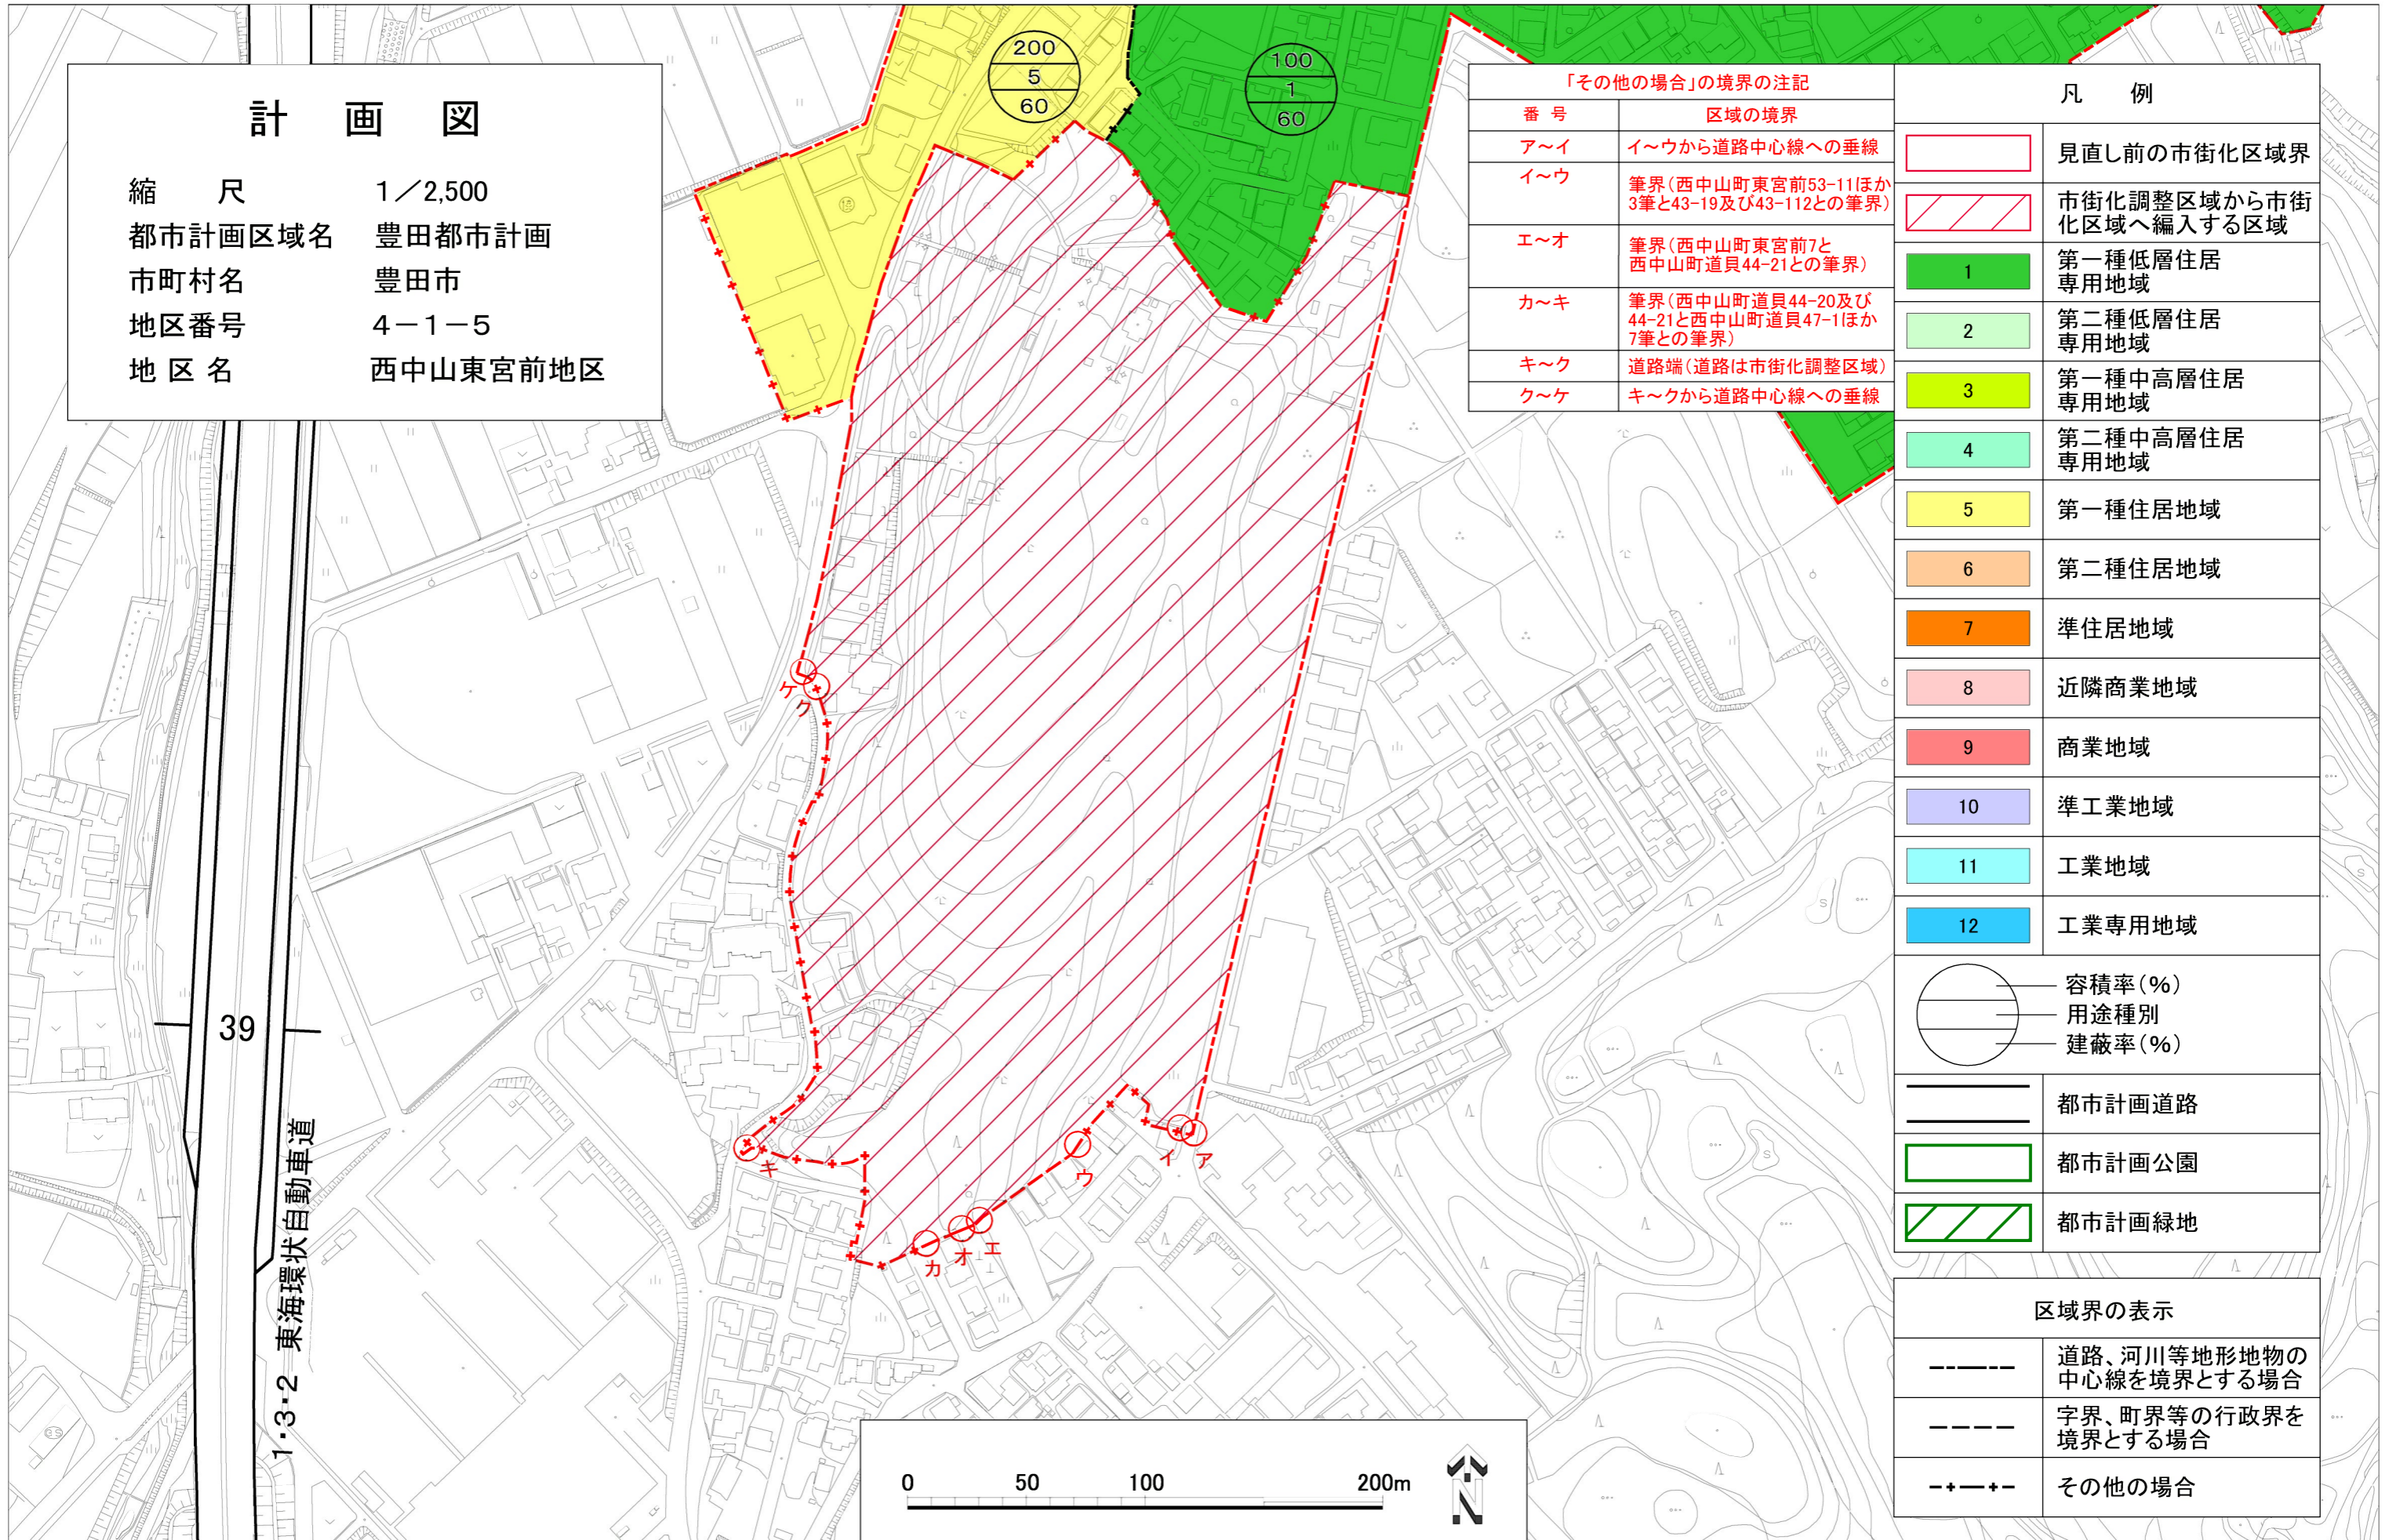 計 画 図
縮 尺 1／2,500
都市計画区域名 豊田都市計画
市町村名 豊田市
地区番号 4－1－5
地 区 名 西中山東宮前地区
200
5
60
100
1
60
「その他の場合」の境界の注記
番 号 区域の境界
ア～イ イ～ウから道路中心線への垂線
イ～ウ 筆界(西中山町東宮前53-11ほか
3筆と43-19及び43-112との筆界)
エ～オ 筆界(西中山町東宮前7と
西中山町道貝44-21との筆界)
カ～キ 筆界(西中山町道貝44-20及び
44-21と西中山町道貝47-1ほか
7筆との筆界)
キ～ク 道路端(道路は市街化調整区域)
ク～ケ キ～クから道路中心線への垂線
凡 例
見直し前の市街化区域界
市街化調整区域から市街
化区域へ編入する区域
1 第一種低層住居
専用地域
2 第二種低層住居
専用地域
3 第一種中高層住居
専用地域
4 第二種中高層住居
専用地域
5 第一種住居地域
6 第二種住居地域
7 準住居地域
8 近隣商業地域
9 商業地域
10 準工業地域
11 工業地域
12 工業専用地域
容積率(%)
用途種別
建蔽率(%)
都市計画道路
都市計画公園
都市計画緑地
区域界の表示
道路、河川等地形地物の
中心線を境界とする場合
字界、町界等の行政界を
境界とする場合
その他の場合
ケ
ク
キ
カ
オ
エ
ウ
イ
ア
39
1・3・2 東海環状自動車道
0 50 100 200m
N